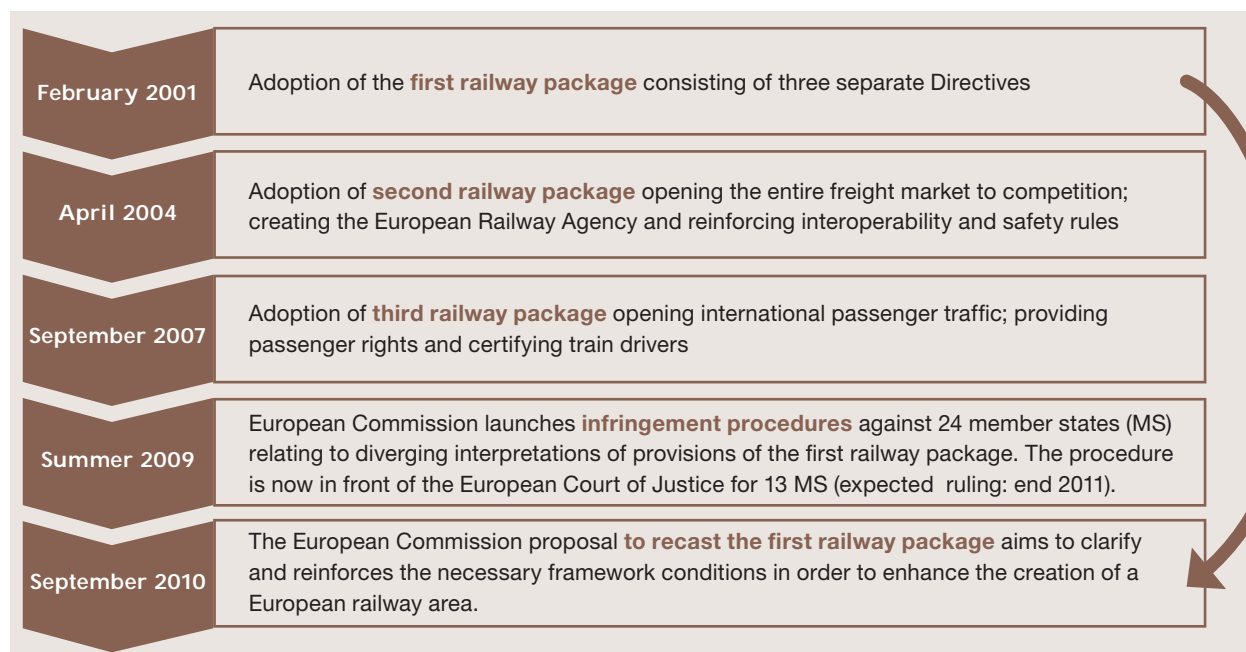 February 2001
Adoption of the first railway package consisting of three separate Directives
April 2004
Adoption of second railway package opening the entire freight market to competition;
creating the European Railway Agency and reinforcing interoperability and safety rules
September 2007
Adoption of third railway package opening international passenger traffic; providing
passenger rights and certifying train drivers
Summer 2009
European Commission launches infringement procedures against 24 member states (MS)
relating to diverging interpretations of provisions of the first railway package. The procedure
is now in front of the European Court of Justice for 13 MS (expected ruling: end 2011).
September 2010
The European Commission proposal to recast the first railway package aims to clarify
and reinforces the necessary framework conditions in order to enhance the creation of a
European railway area.